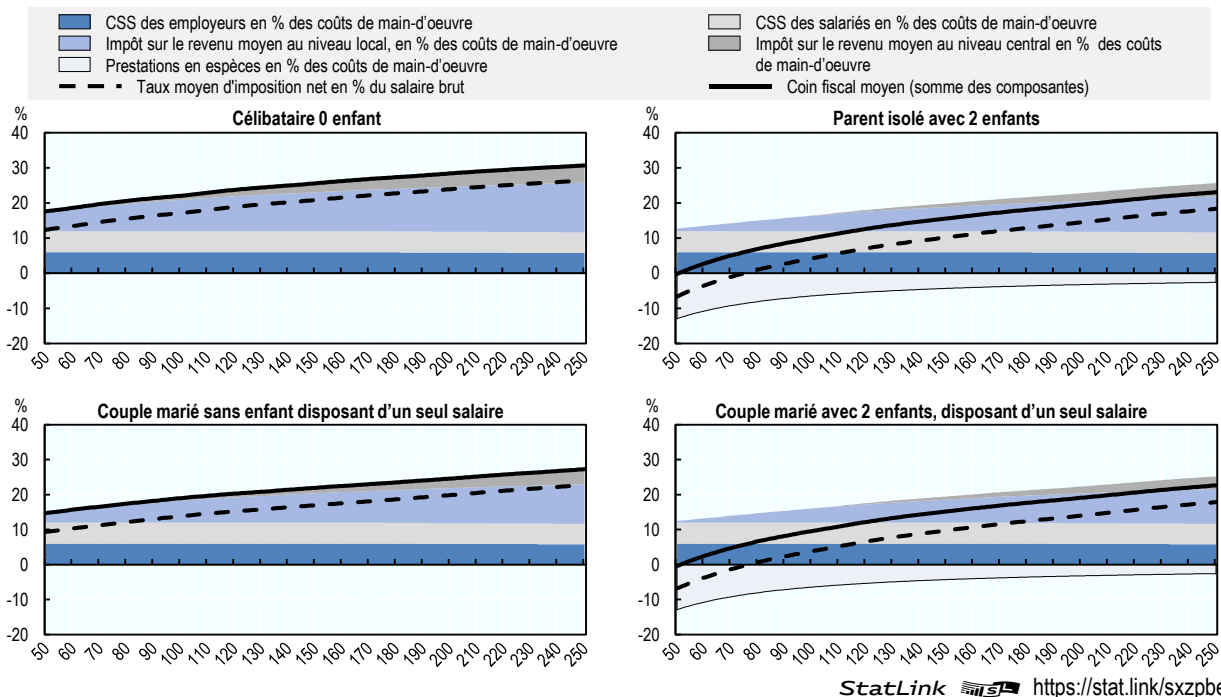 CSS des employeurs en % des coûts de main-d'oeuvre
CSS des salariés en % des coûts de main-d'oeuvre
Impôt sur le revenu moyen au niveau local, en % des coûts de main-d'oeuvre
Impôt sur le revenu moyen au niveau central en % des coûts
de main-d'oeuvre
Prestations en espèces en % des coûts de main-d'oeuvre
Taux moyen d'imposition net en % du salaire brut
Coin fiscal moyen (somme des composantes)
%
Célibataire 0 enfant
40
30
20
10
0
-10
-20
50 60 70 80 90 100 110 120 130 140 150 160 170 180 190 200 210 220 230 240 250
%
Parent isolé avec 2 enfants
40
30
20
10
0
-10
-20
50 60 70 80 90 100 110 120 130 140 150 160 170 180 190 200 210 220 230 240 250
%
Couple marié sans enfant disposant d'un seul salaire
40
30
20
10
0
-10
-20
50 60 70 80 90 100 110 120 130 140 150 160 170 180 190 200 210 220 230 240 250
%
Couple marié avec 2 enfants, disposant d'un seul salaire
40
30
20
10
0
-10
-20
50 60 70 80 90 100 110 120 130 140 150 160 170 180 190 200 210 220 230 240 250
StatLink https://stat.link/sxzpbe